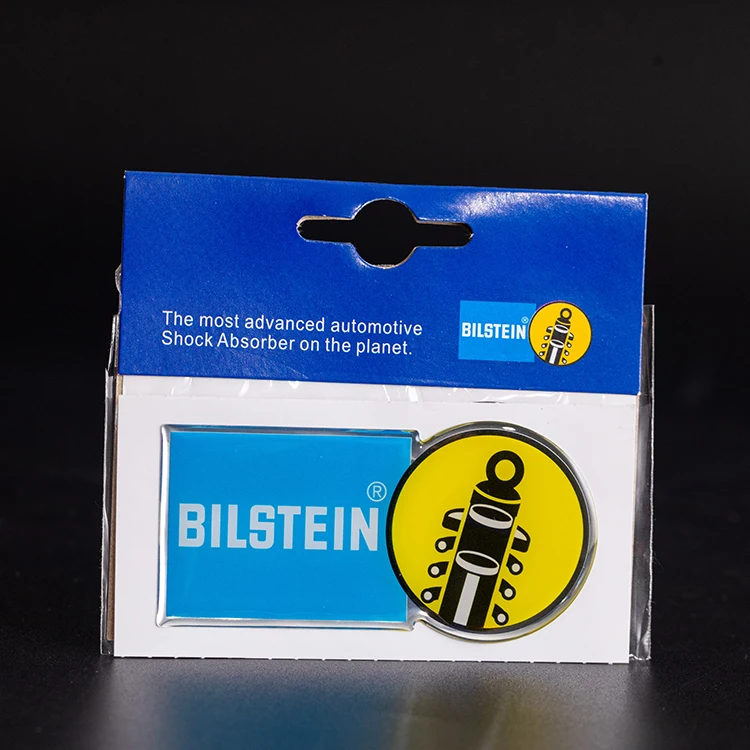 The most advanced automotive
Shock Absorber on the planet.
BILSTEIN®
BILSTEIN®